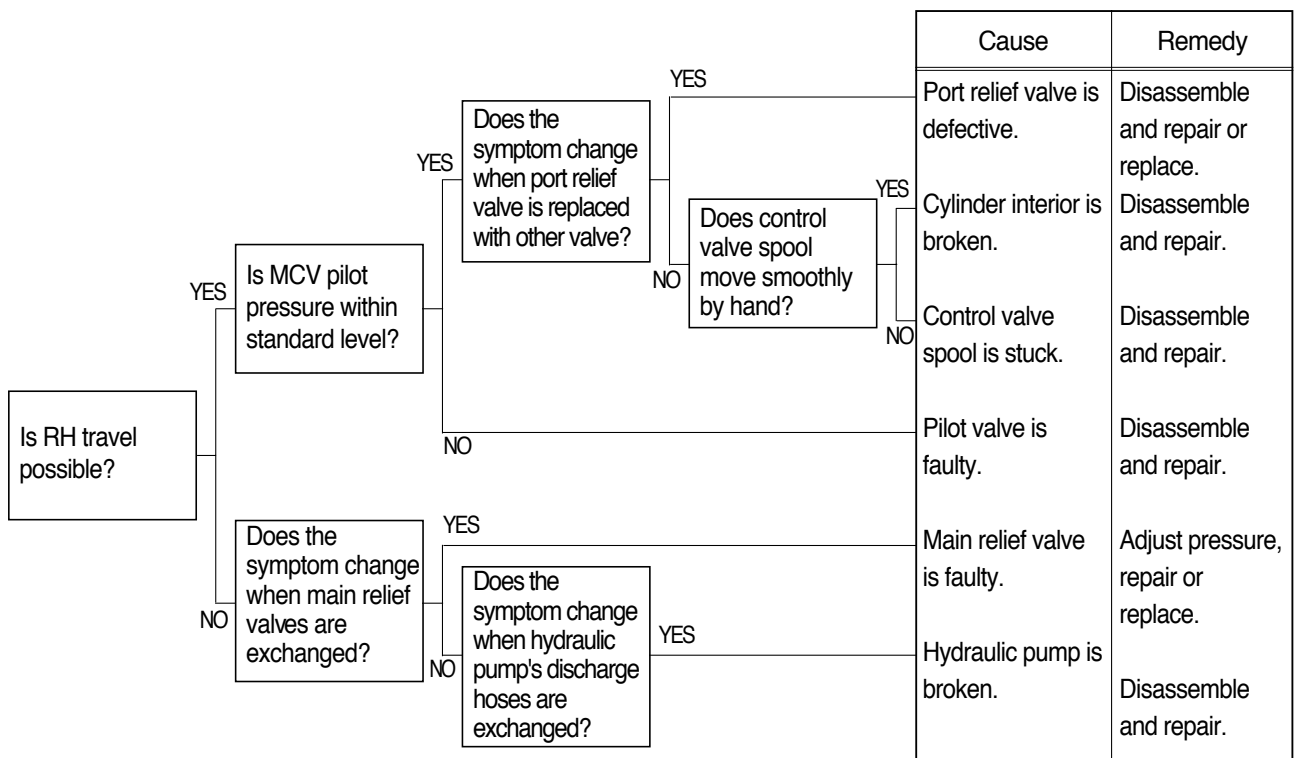 Is RH travel
possible?
YES
NO
Is MCV pilot
pressure within
standard level?
YES
NO
Does the
symptom change
when port relief
valve is replaced
with other valve?
YES
NO
Does control
valve spool
move smoothly
by hand?
YES
NO
Does the
symptom change
when main relief
valves are
exchanged?
YES
NO
Does the
symptom change
when hydraulic
pump's discharge
hoses are
exchanged?
YES
Cause
Remedy
Port relief valve is
defective.
Disassemble
and repair or
replace.
Cylinder interior is
broken.
Disassemble
and repair.
Control valve
spool is stuck.
Disassemble
and repair.
Pilot valve is
faulty.
Disassemble
and repair.
Main relief valve
is faulty.
Adjust pressure,
repair or
replace.
Hydraulic pump is
broken.
Disassemble
and repair.